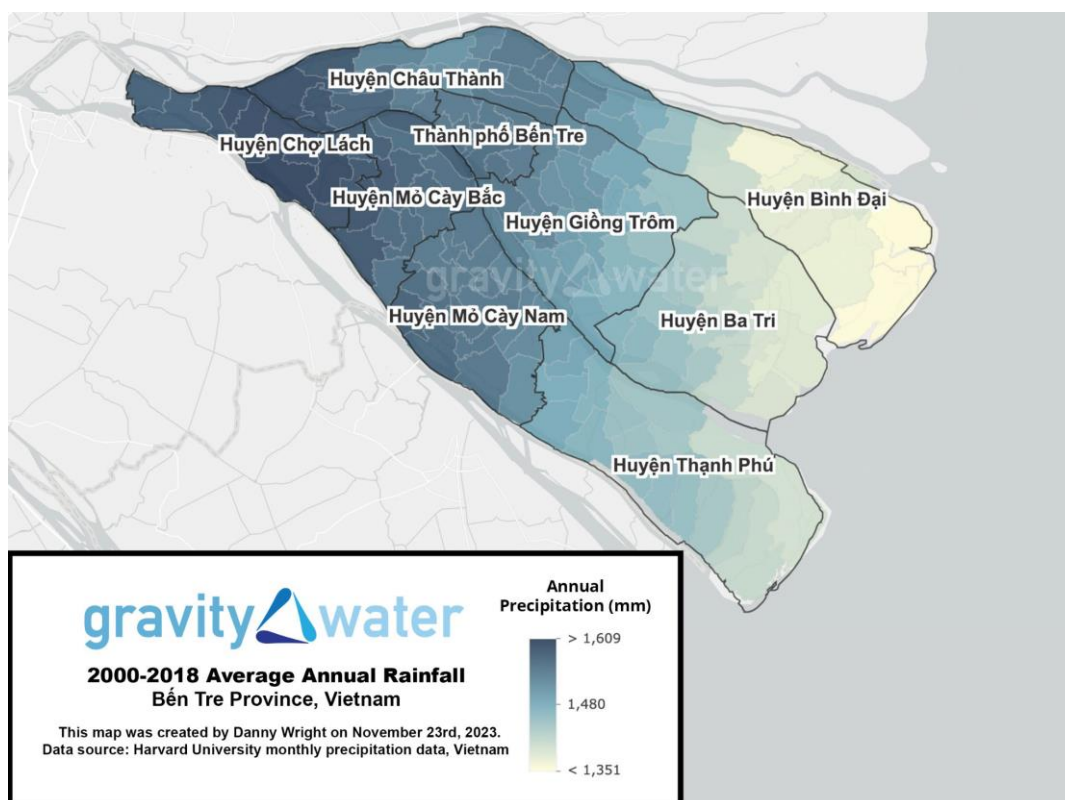 Huyện Châu Thành
Thành phố Bến Tre
Huyện Chợ Lách
Huyện Mỏ Cày Bắc
Huyện Bình Đại
Huyện Giồng Trôm
gravity water
Huyện Mỏ Cày Nam
Huyện Ba Tri
Huyện Thạnh Phú
gravity water
2000-2018 Average Annual Rainfall
Bến Tre Province, Vietnam
This map was created by Danny Wright on November 23rd, 2023.
Data source: Harvard University monthly precipitation data, Vietnam
Annual
Precipitation (mm)
> 1,609
1,480
< 1,351